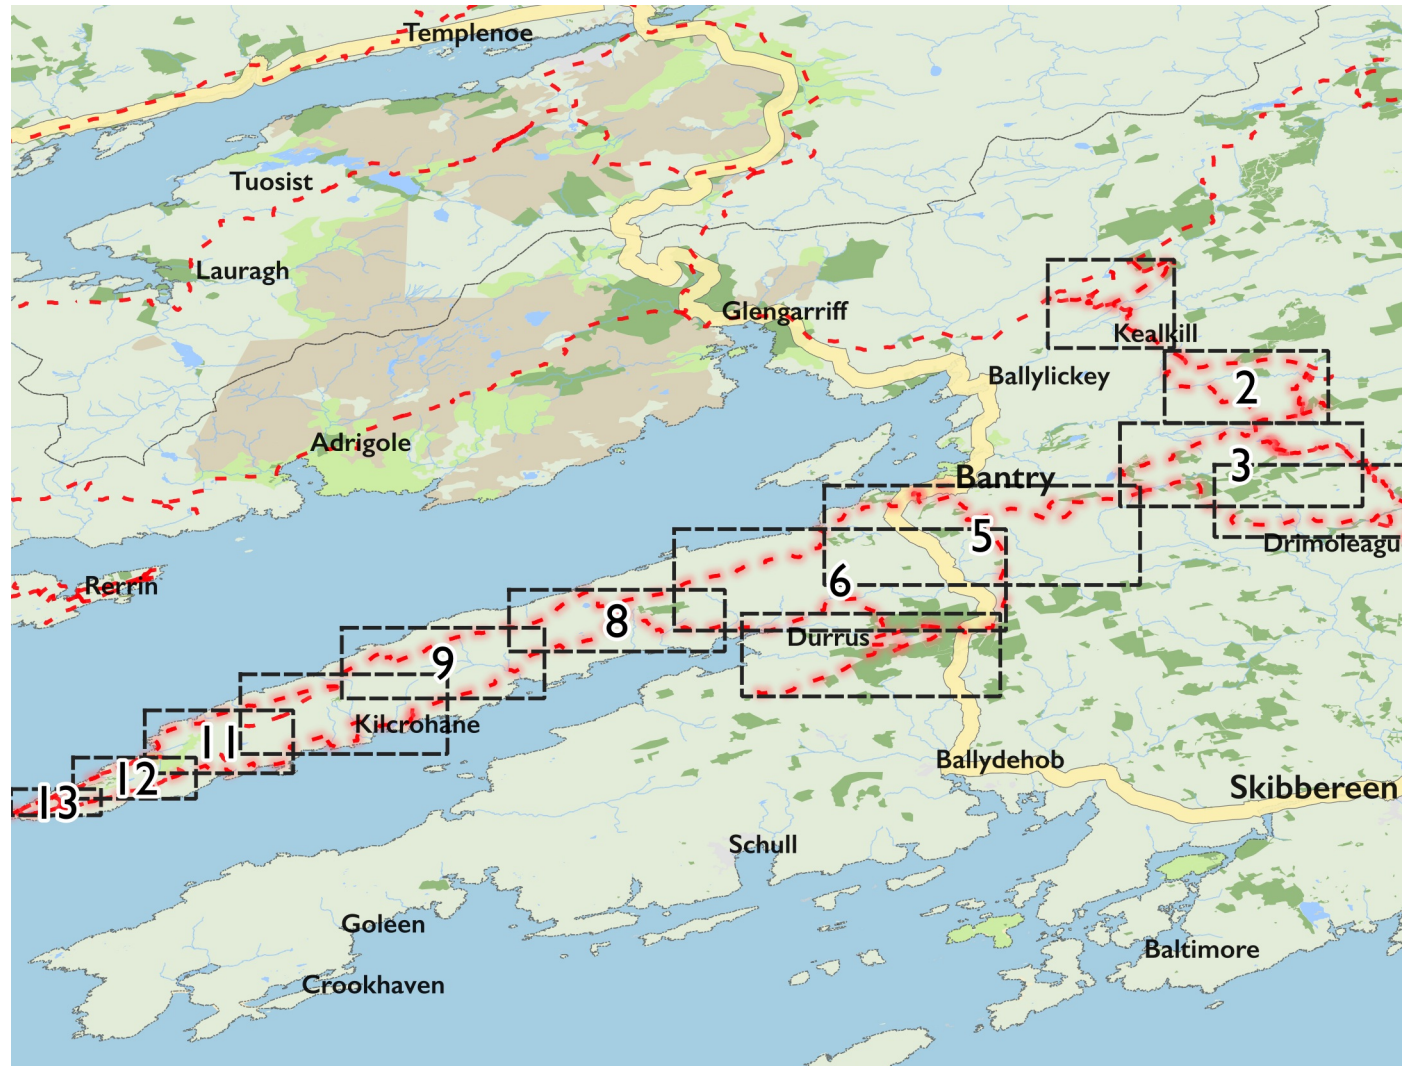 Templenoe
Tuosist
Lauragh
Glengarriff
Kealkill
Ballylickey
2
Adrigole
3
Bantry
5
Drimoleagu
Rerrin
6
8
Durrus
9
Kilcrohane
11
Ballydehob
12
Skibbereen
13
Schull
Goleen
Baltimore
Crookhaven